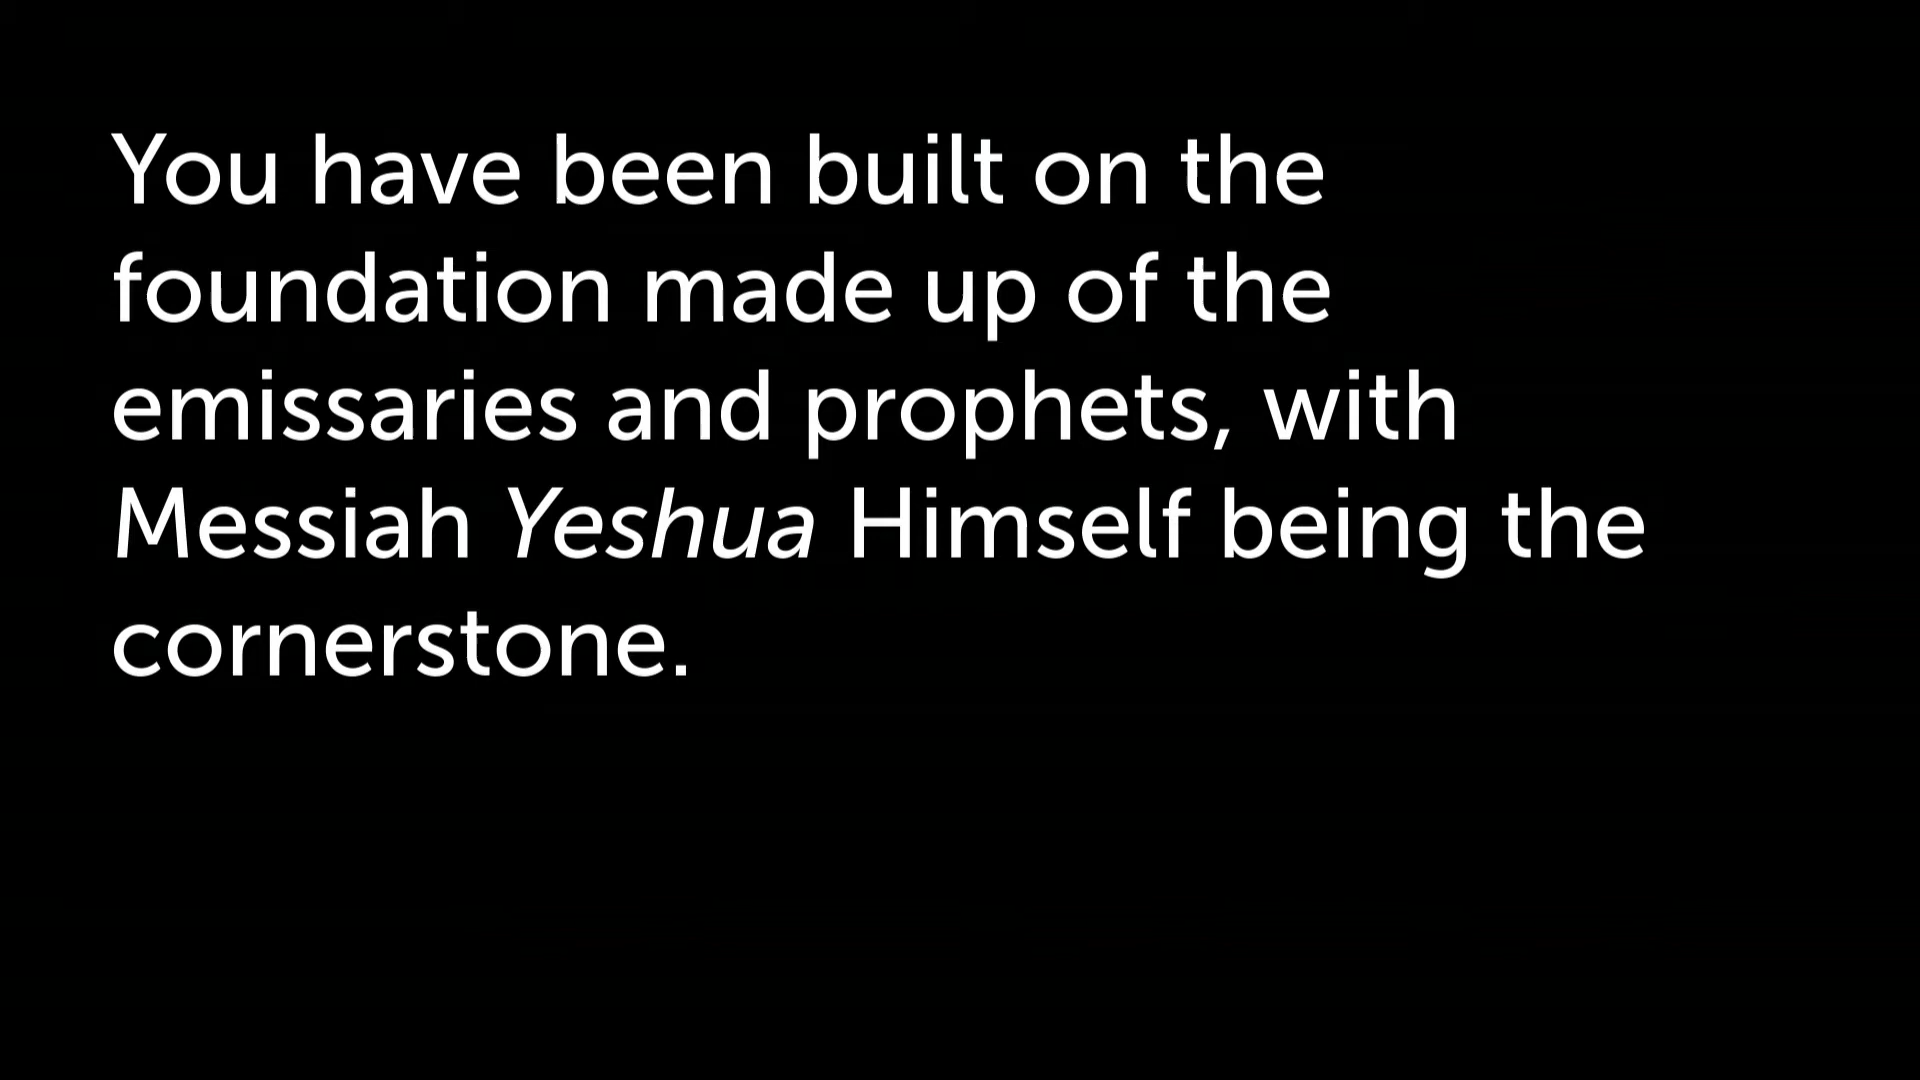 You have been built on the
foundation made up of the
emissaries and prophets, with
Messiah Yeshua Himself being the
cornerstone.